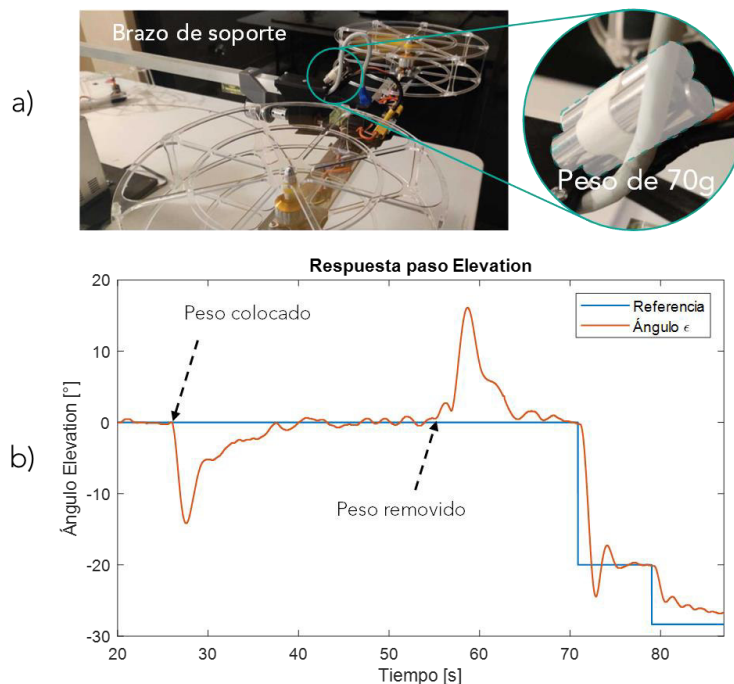 a)
Brazo de soporte
Peso de 70g
b)
Respuesta paso Elevation
Referencia
Ángulo ϵ
Peso colocado
Peso removido
Ángulo Elevation [°]
20
10
0
-10
-20
-30
20
30
40
50
60
70
80
Tiempo [s]